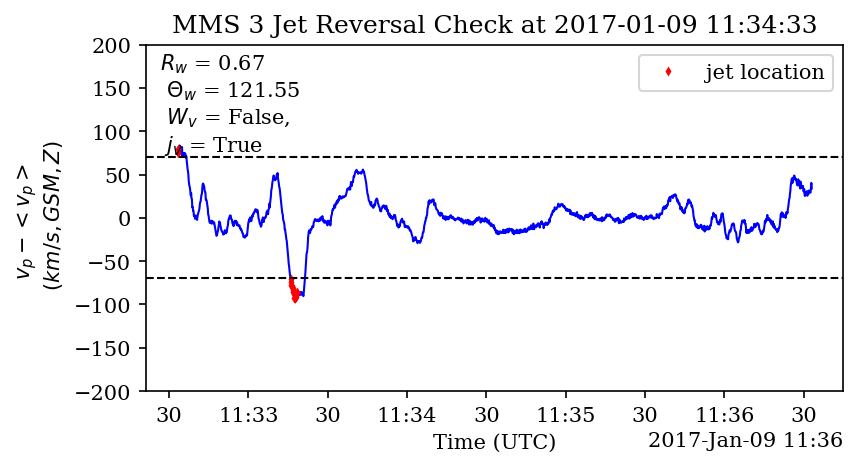 MMS 3 Jet Reversal Check at 2017-01-09 11:34:33
R_w = 0.67
Θ_w = 121.55
W_v = False,
j_v = True
jet location
v_p − <v_p>
(km/s, GSM, Z)
200
150
100
50
0
−50
−100
−150
−200
30 11:33 30 11:34 30 11:35 30 11:36 30
Time (UTC)
2017-Jan-09 11:36